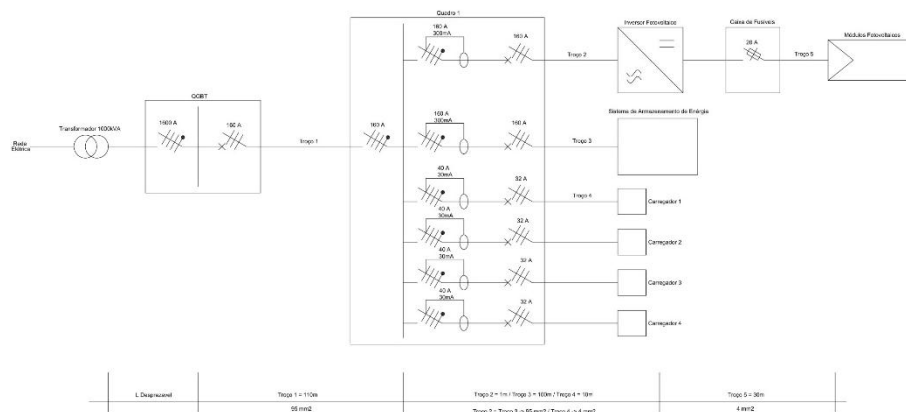 Quadro 1
160 A
300mA
160 A
Inversor Fotovoltaico
Caixa de Fusíveis
20 A
Módulos Fotovoltaicos
Troço 2
Troço 5
QGBT
Transformador 1000kVA
1600 A
160 A
Rede
Elétrica
Troço 1
160 A
160 A
300mA
160 A
Troço 3
Sistema de Armazenamento de Energia
40 A
30mA
32 A
Troço 4
Carregador 1
40 A
30mA
32 A
Carregador 2
40 A
30mA
32 A
Carregador 3
40 A
30mA
32 A
Carregador 4
L Desprezavel
Troço 1 = 110m
Troço 2 = 1m / Troço 3 = 100m / Troço 4 = 10m
Troço 5 = 36m
95 mm2
Troço 2 = Troço 3 -> 95 mm2 / Troço 4 -> 4 mm2
4 mm2